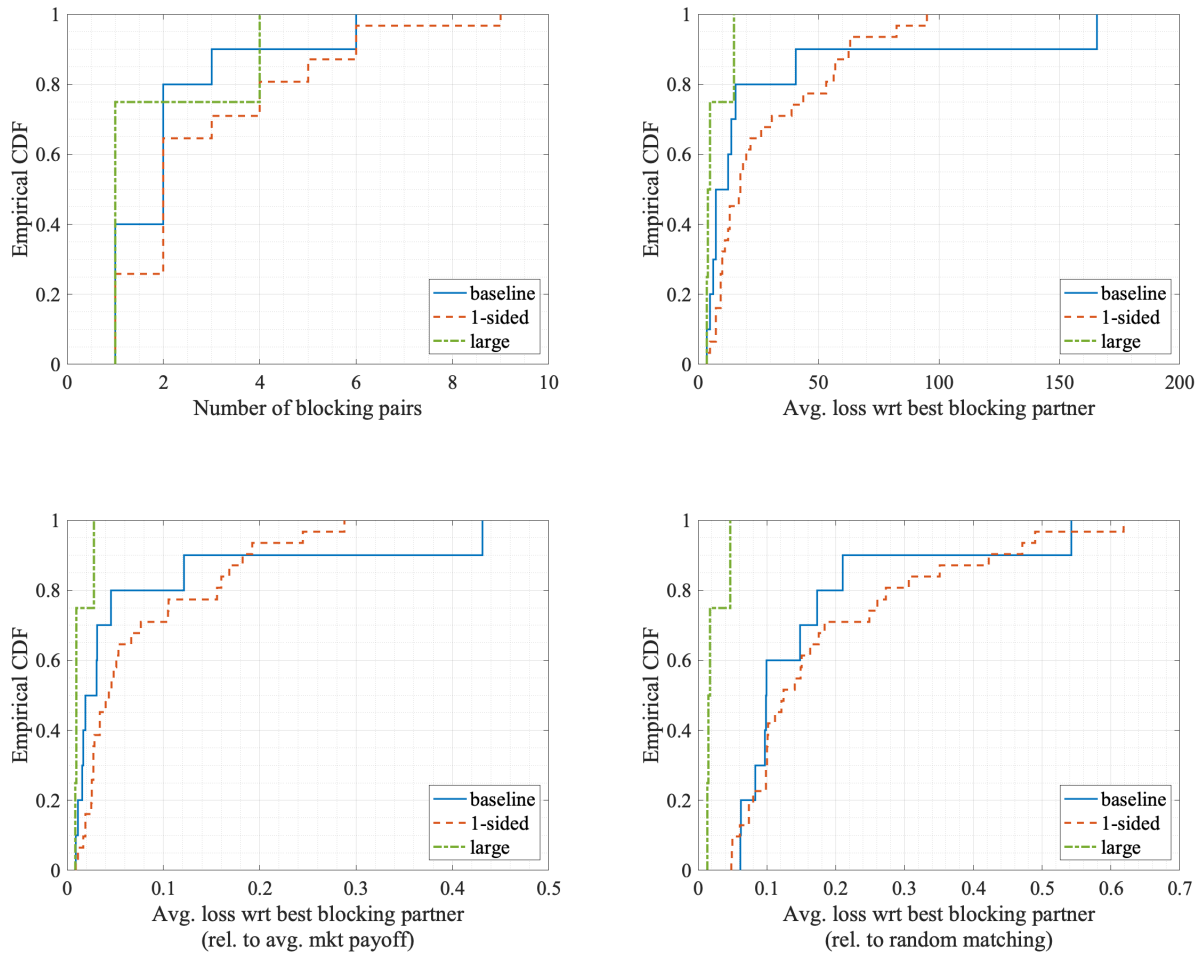 1
0.8
0.6
0.4
0.2
0
Empirical CDF
0 2 4 6 8 10
Number of blocking pairs
baseline
1-sided
large
1
0.8
0.6
0.4
0.2
0
Empirical CDF
0 50 100 150 200
Avg. loss wrt best blocking partner
baseline
1-sided
large
1
0.8
0.6
0.4
0.2
0
Empirical CDF
0 0.1 0.2 0.3 0.4 0.5
Avg. loss wrt best blocking partner
(rel. to avg. mkt payoff)
baseline
1-sided
large
1
0.8
0.6
0.4
0.2
0
Empirical CDF
0 0.1 0.2 0.3 0.4 0.5 0.6 0.7
Avg. loss wrt best blocking partner
(rel. to random matching)
baseline
1-sided
large